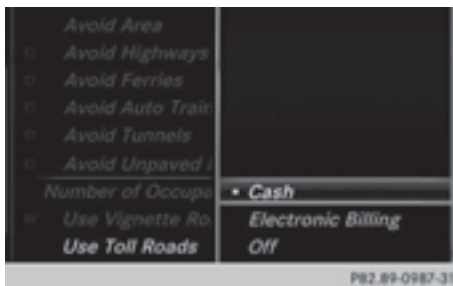 Avoid Area
Avoid Highways
Avoid Ferries
Avoid Auto Train
Avoid Tunnels
Avoid Unpaved
Number of Occupa
• Cash
Use Vignette Ro.
Electronic Billing
Use Toll Roads
Off
P82.89-0987-31